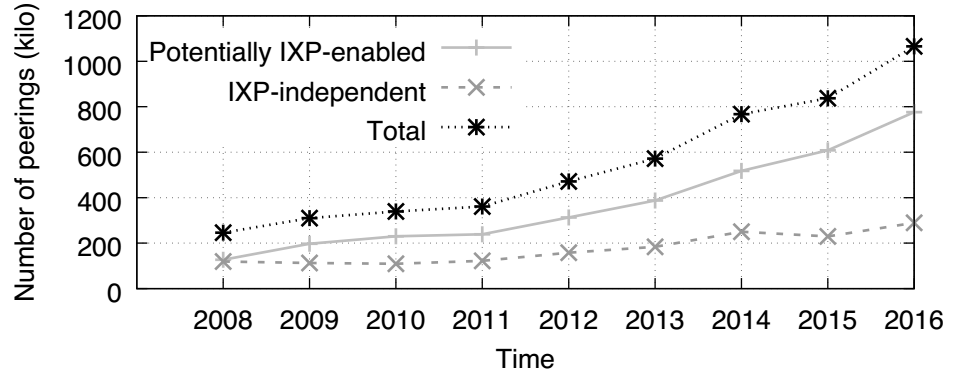 Number of peerings (kilo)
1200
1000
800
600
400
200
0
Potentially IXP-enabled
IXP-independent
Total
2008 2009 2010 2011 2012 2013 2014 2015 2016
Time